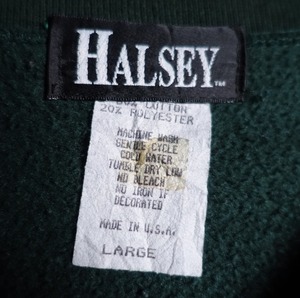 HALSEY™
80% COTTON
20% POLYESTER
MACHINE WASH
GENTLE CYCLE
COLD WATER
TUMBLE DRY LOW
NO BLEACH
NO IRON IF
DECORATED
MADE IN U.S.A.
LARGE